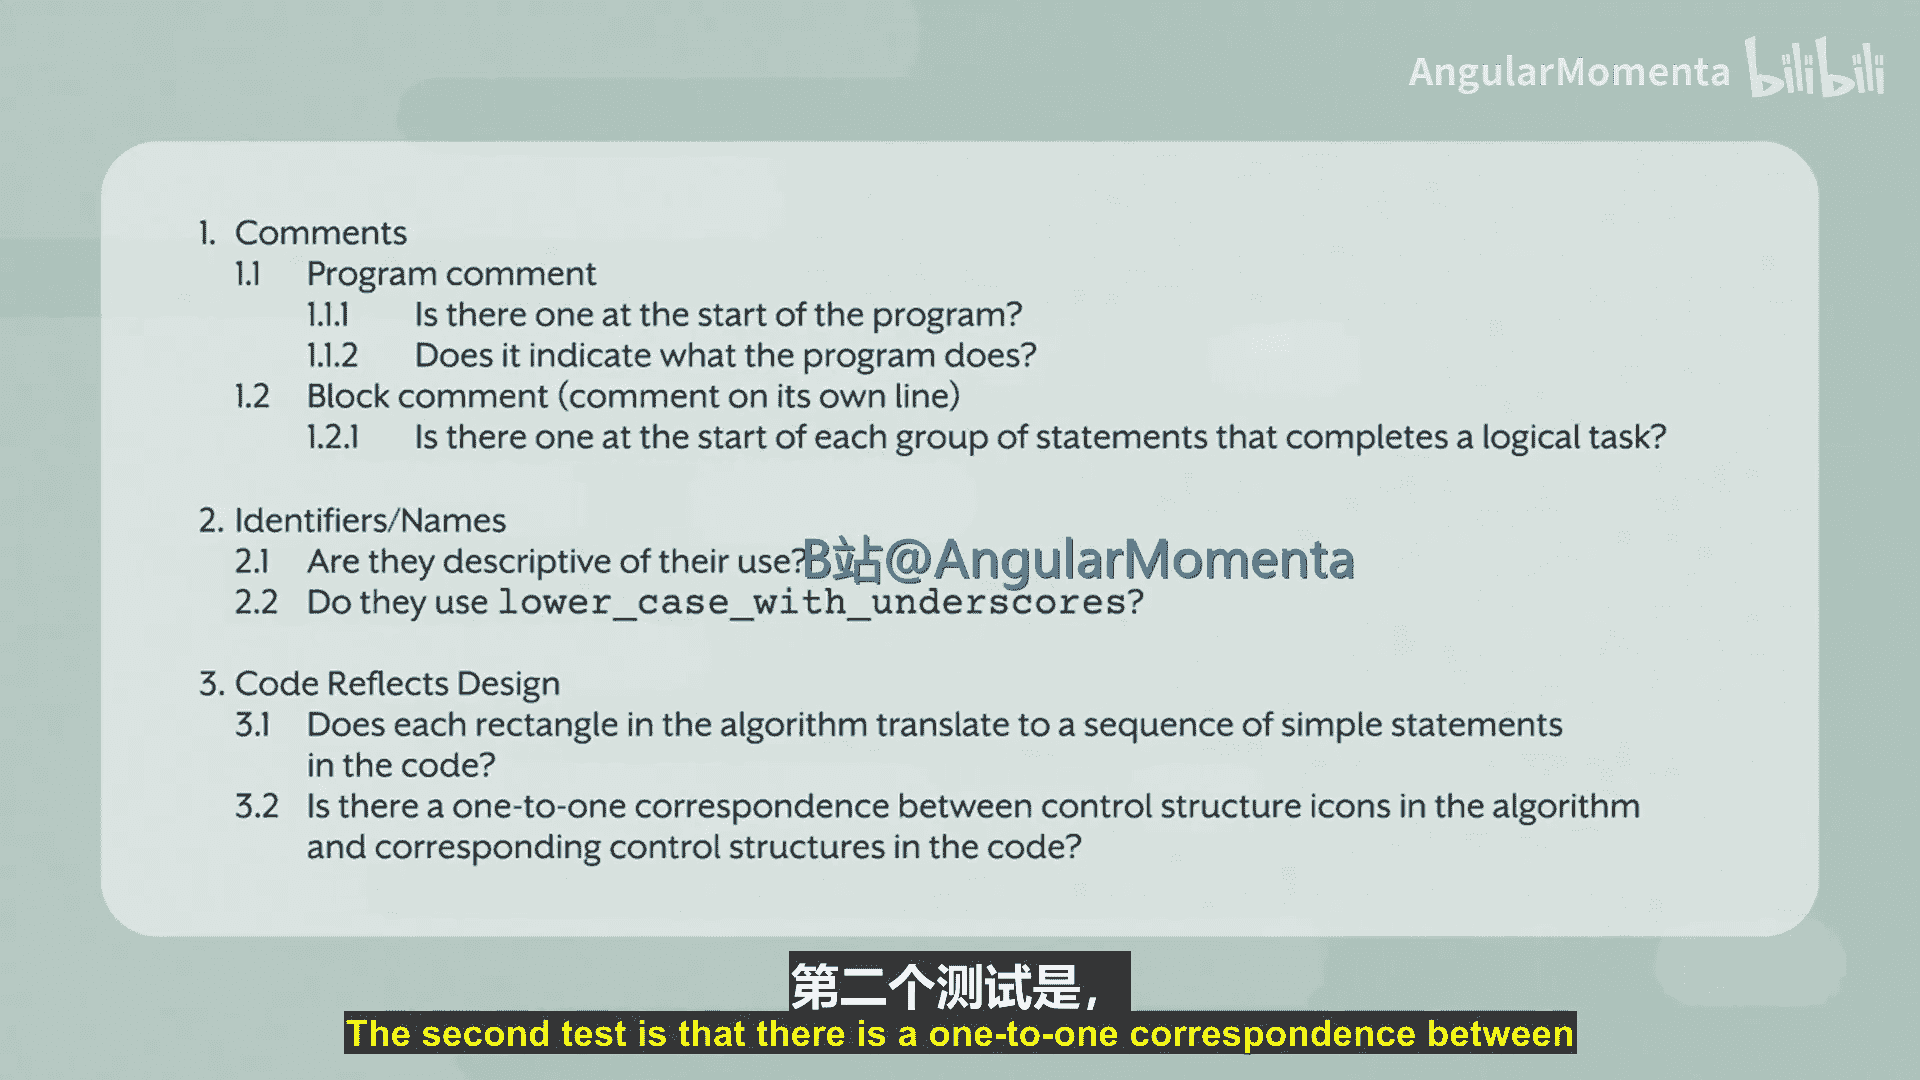 AngularMomenta bilibili
1. Comments
1.1 Program comment
1.1.1 Is there one at the start of the program?
1.1.2 Does it indicate what the program does?
1.2 Block comment (comment on its own line)
1.2.1 Is there one at the start of each group of statements that completes a logical task?
2. Identifiers/Names
2.1 Are they descriptive of their use?
B站@AngularMomenta
2.2 Do they use lower_case_with_underscores?
3. Code Reflects Design
3.1 Does each rectangle in the algorithm translate to a sequence of simple statements
in the code?
3.2 Is there a one-to-one correspondence between control structure icons in the algorithm
and corresponding control structures in the code?
第二个测试是，
The second test is that there is a one-to-one correspondence between